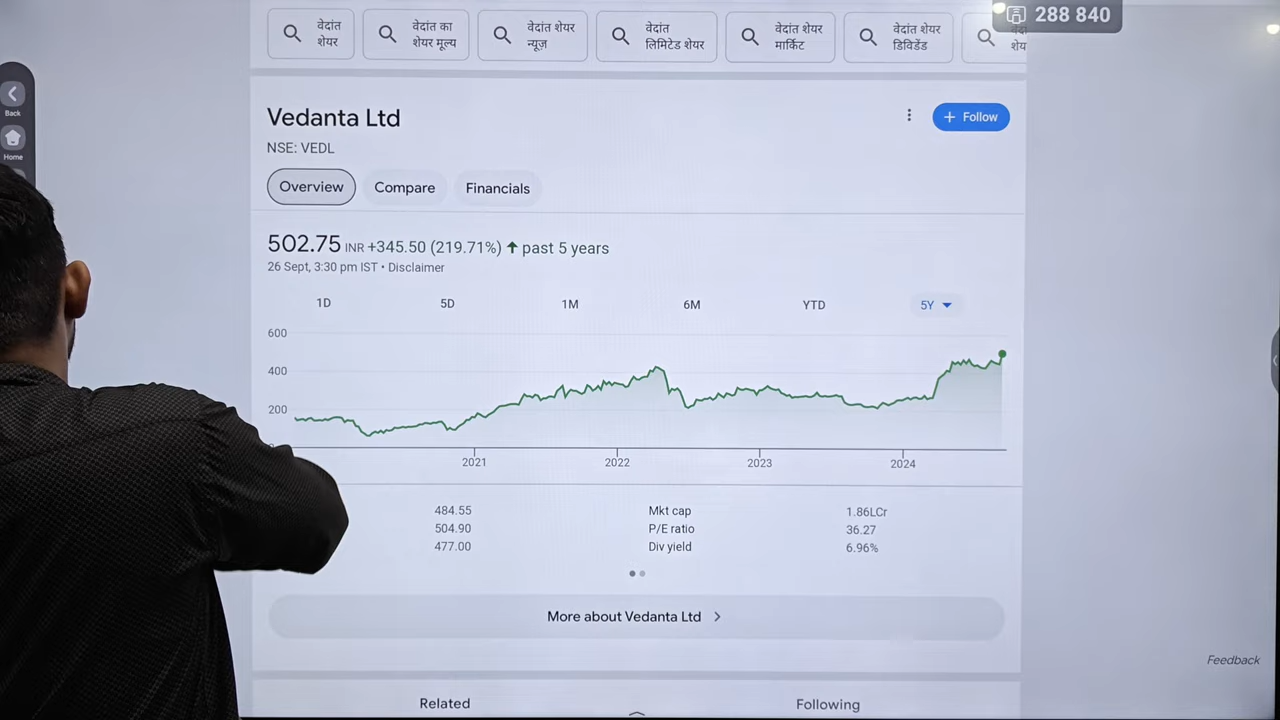 288 840
वेदांत
शेयर
वेदांत का
शेयर मूल्य
वेदांत शेयर
न्यूज़
वेदांत
लिमिटेड शेयर
वेदांत शेयर
मार्किट
वेदांत शेयर
डिविडेंड
Back
Home
Vedanta Ltd
Follow
NSE: VEDL
Overview Compare Financials
502.75 INR +345.50 (219.71%) ↑ past 5 years
26 Sept, 3:30 pm IST • Disclaimer
1D 5D 1M 6M YTD 5Y
600
400
200
2021 2022 2023 2024
484.55 Mkt cap 1.86LCr
504.90 P/E ratio 36.27
477.00 Div yield 6.96%
More about Vedanta Ltd
Feedback
Related Following